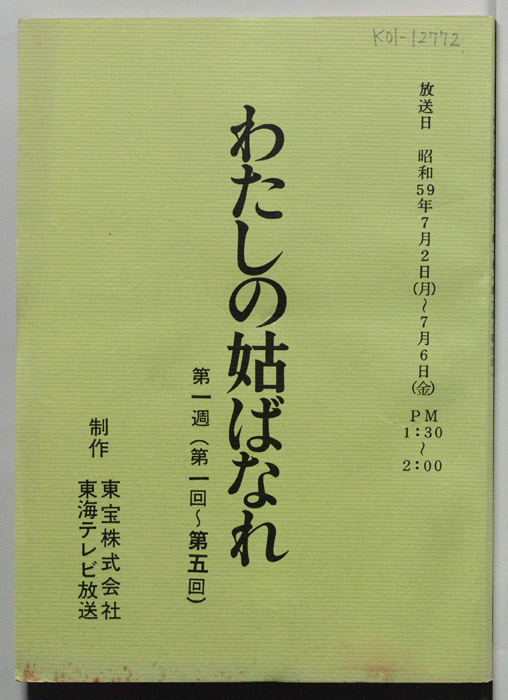 K01-12772
放送日 昭和59年7月2日(月)～7月6日(金)
PM
1:30
～
2:00
わたしの姑ばなれ
第一週(第一回～第五回)
制作 東宝株式会社
東海テレビ放送